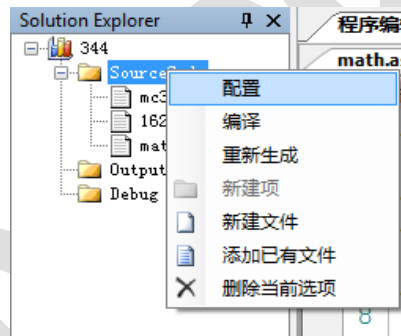 Solution Explorer
程序编
344
math.a
SourceCode
配置
mc3
编译
162
重新生成
mat
新建项
Output
新建文件
Debug
添加已有文件
删除当前选项
8